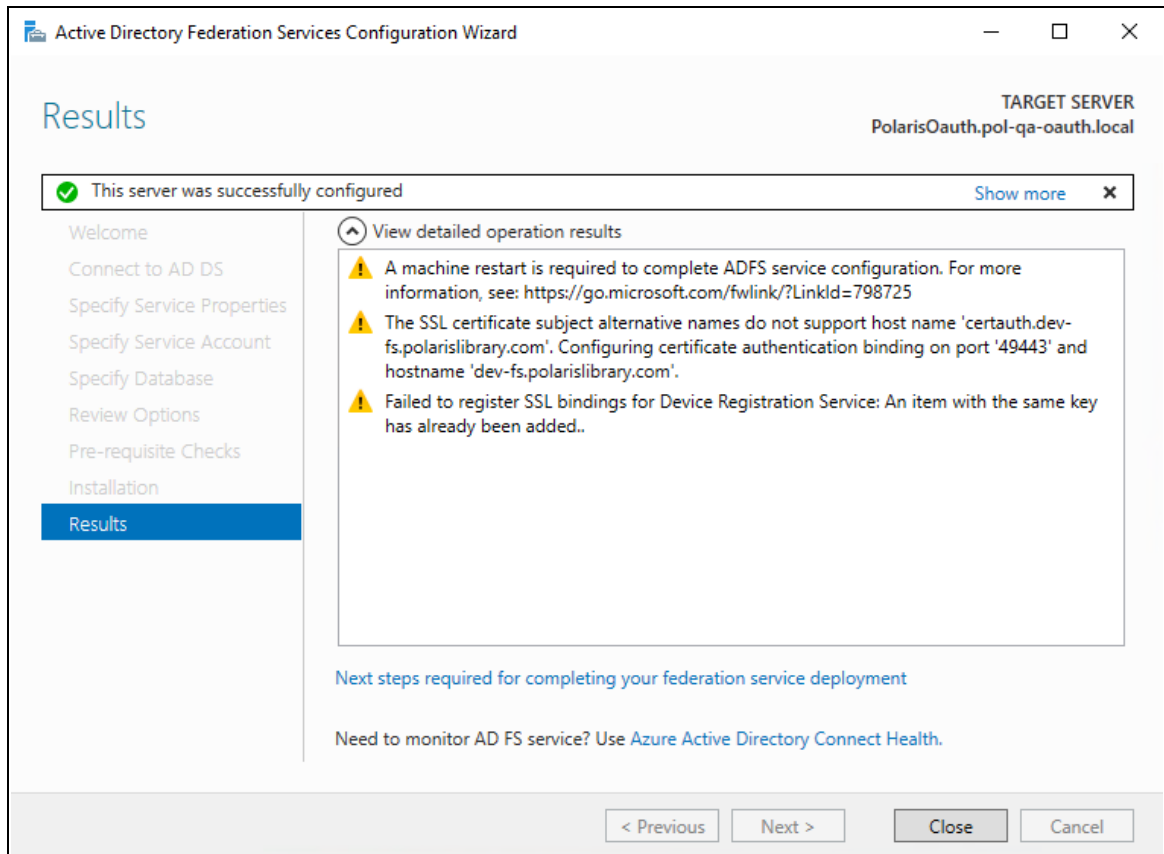 Active Directory Federation Services Configuration Wizard
Results
TARGET SERVER
PolarisOauth.pol-qa-oauth.local
This server was successfully configured
Show more
Welcome
Connect to AD DS
Specify Service Properties
Specify Service Account
Specify Database
Review Options
Pre-requisite Checks
Installation
Results
View detailed operation results
A machine restart is required to complete ADFS service configuration. For more
information, see: https://go.microsoft.com/fwlink/?LinkId=798725
The SSL certificate subject alternative names do not support host name 'certauth.dev-
fs.polarislibrary.com'. Configuring certificate authentication binding on port '49443' and
hostname 'dev-fs.polarislibrary.com'.
Failed to register SSL bindings for Device Registration Service: An item with the same key
has already been added..
Next steps required for completing your federation service deployment
Need to monitor AD FS service? Use Azure Active Directory Connect Health.
< Previous
Next >
Close
Cancel